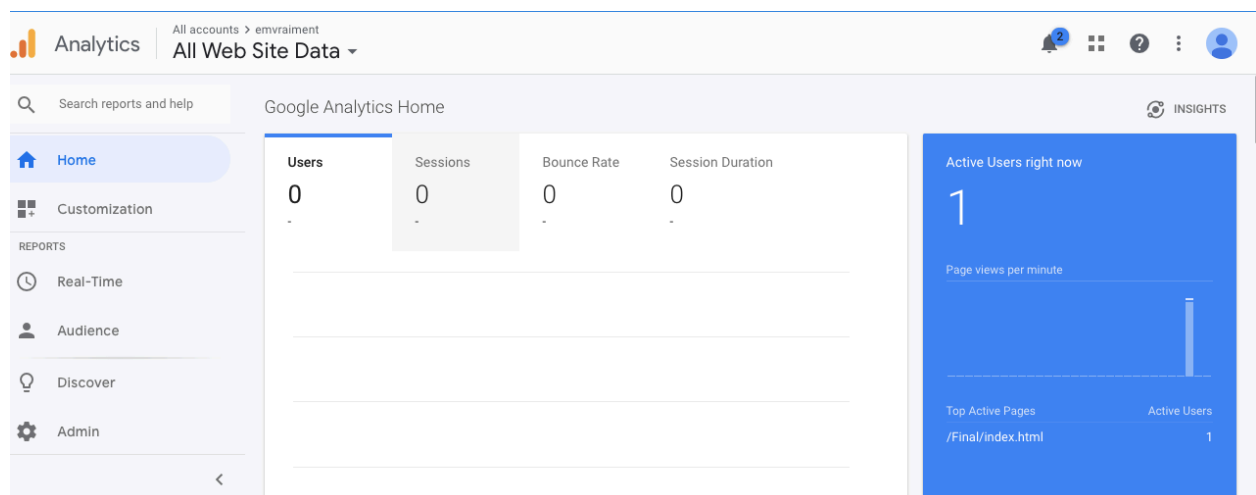 Analytics
All accounts > emvraiment
All Web Site Data
2
Search reports and help
Google Analytics Home
INSIGHTS
Home
Customization
REPORTS
Real-Time
Audience
Discover
Admin
Users
0
-
Sessions
0
-
Bounce Rate
0
-
Session Duration
0
-
Active Users right now
1
Page views per minute
Top Active Pages Active Users
/Final/index.html 1